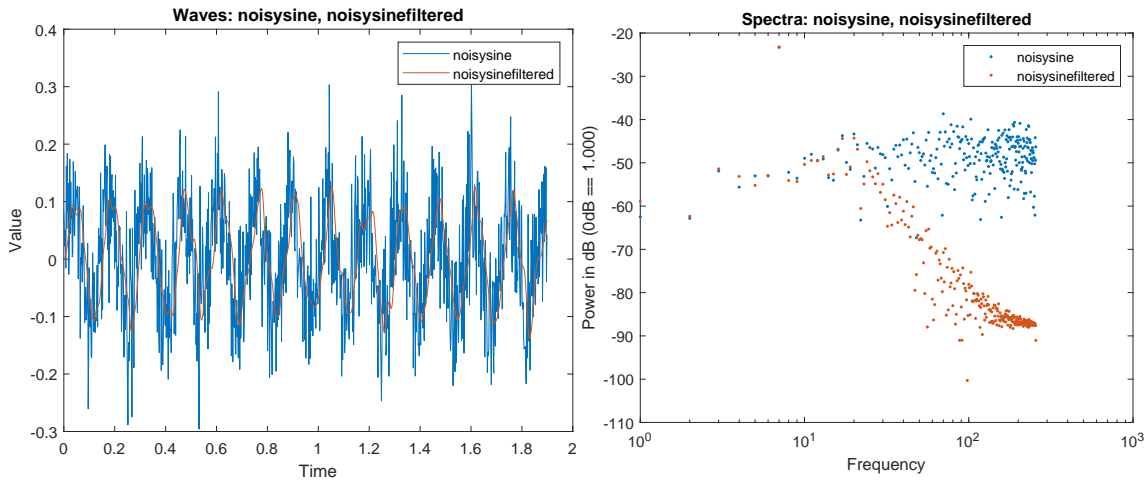 Waves: noisysine, noisysinefiltered
0.4
0.3
0.2
0.1
0
-0.1
-0.2
-0.3
Value
noisysine
noisysinefiltered
0 0.2 0.4 0.6 0.8 1 1.2 1.4 1.6 1.8 2
Time
Spectra: noisysine, noisysinefiltered
-20
-30
-40
-50
-60
-70
-80
-90
-100
-110
Power in dB (0dB == 1.000)
noisysine
noisysinefiltered
10^0 10^1 10^2 10^3
Frequency